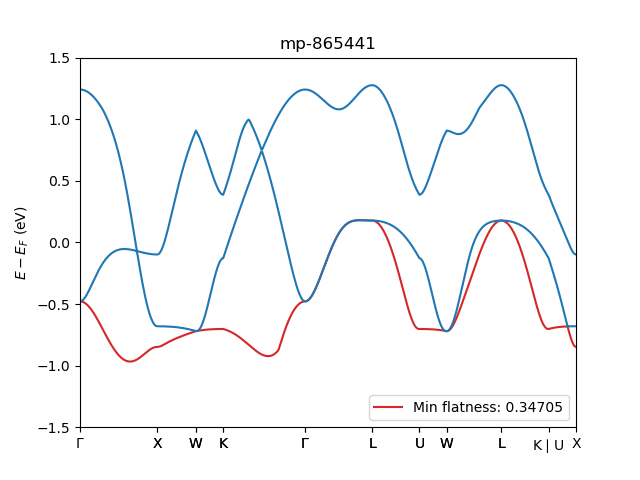 mp-865441
E − E_F (eV)
1.5
1.0
0.5
0.0
−0.5
−1.0
−1.5
Min flatness: 0.34705
Γ X W K Γ L U W L K | U X